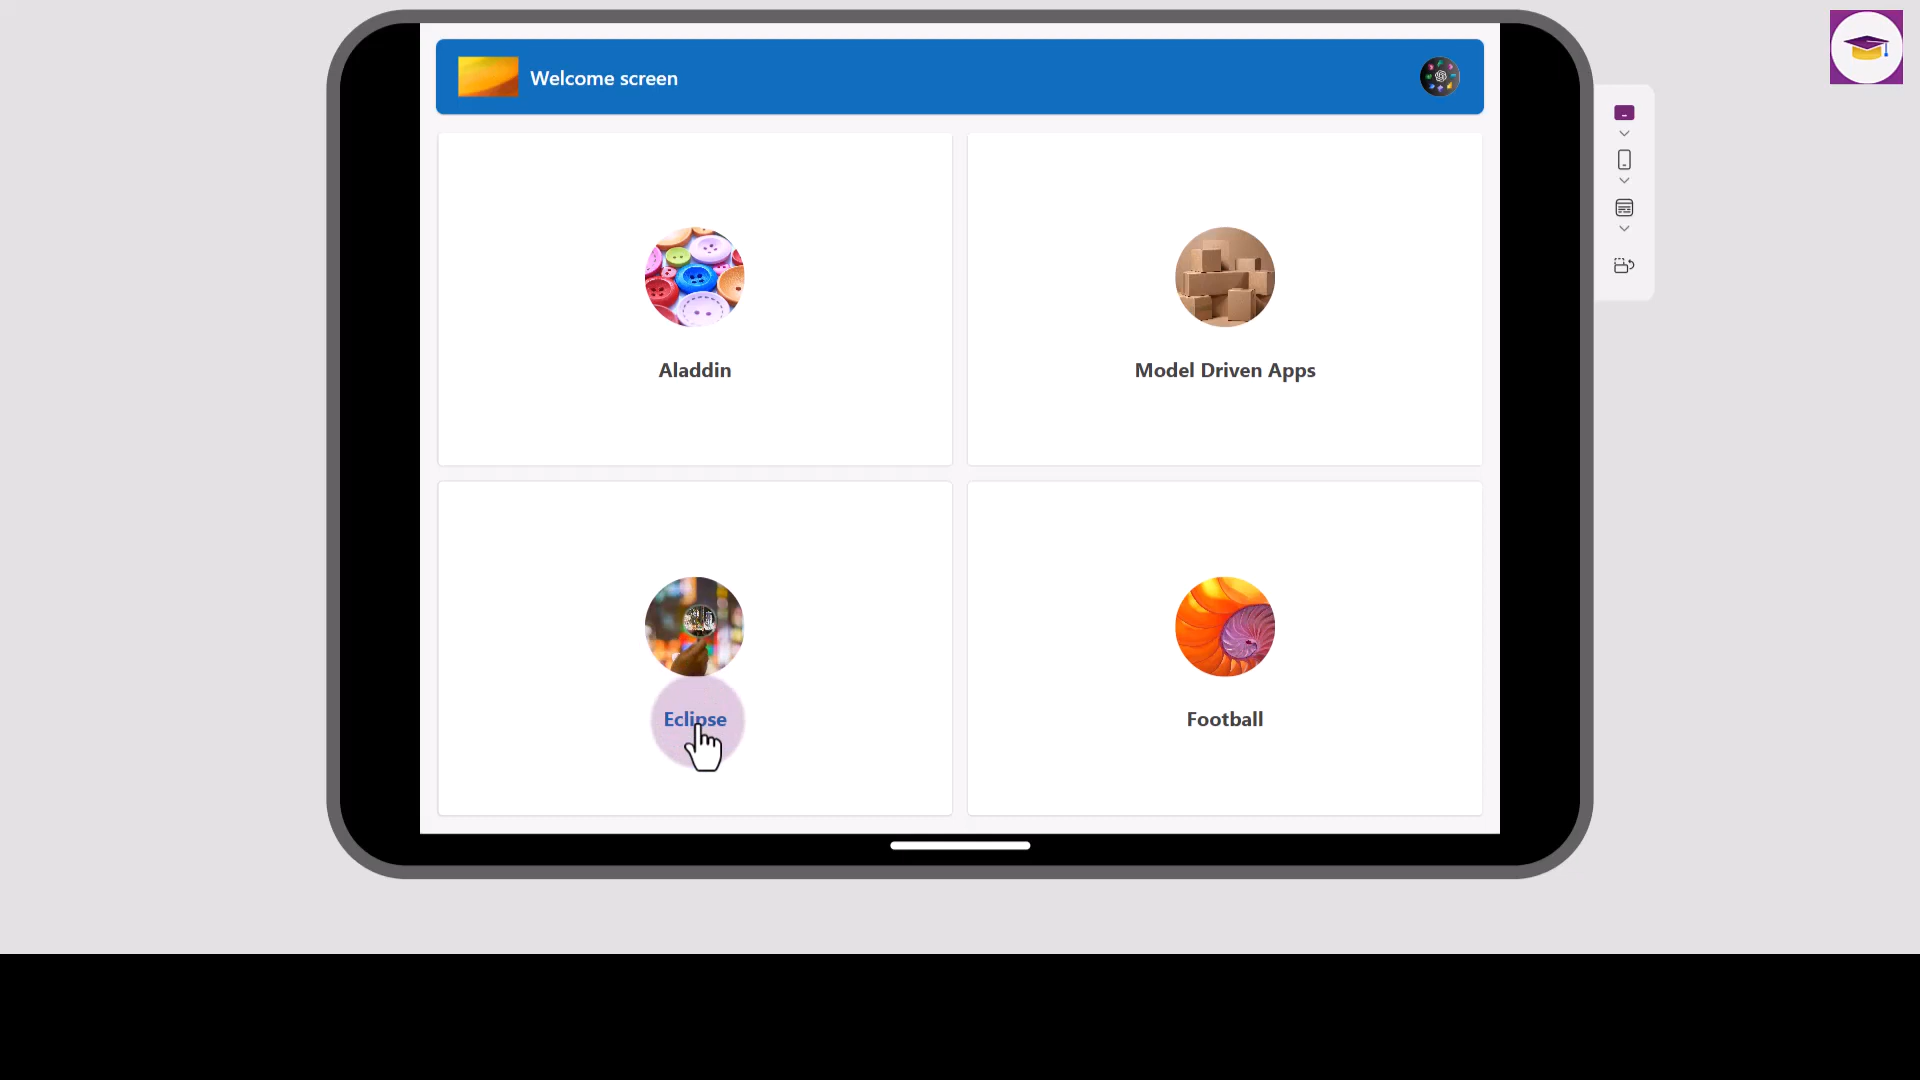 Welcome screen
Aladdin
Model Driven Apps
Eclipse
Football